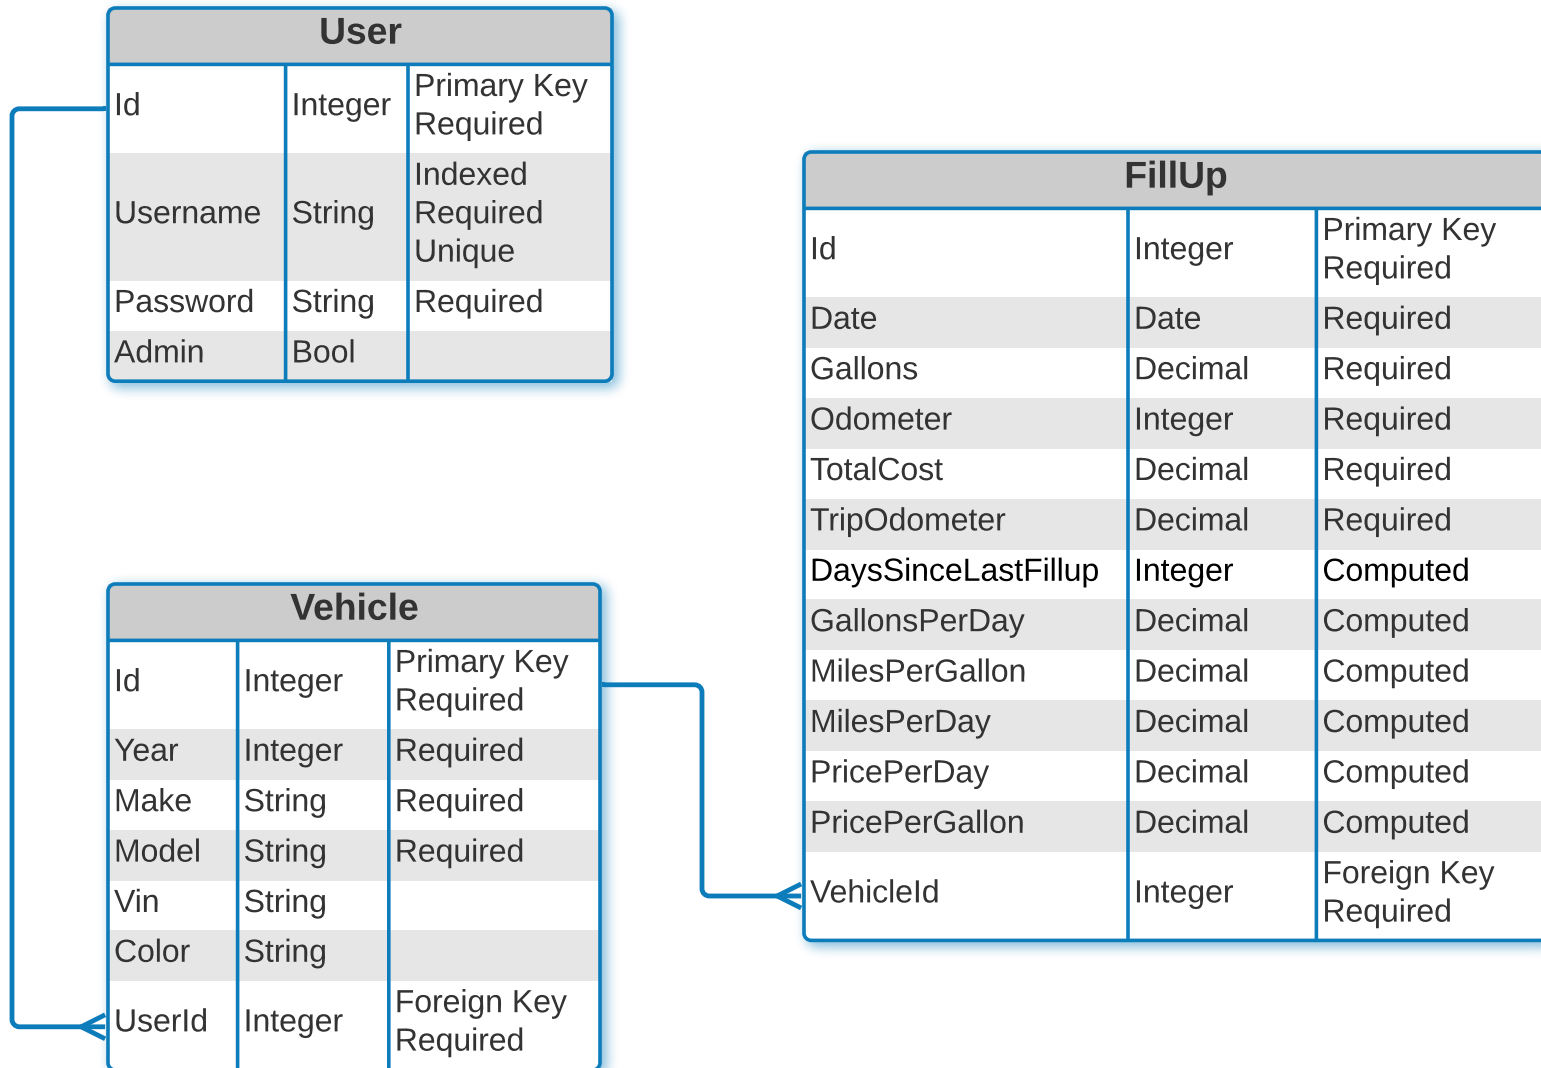 User
Id Integer Primary Key
Required
Username String Indexed
Required
Unique
Password String Required
Admin Bool
Vehicle
Id Integer Primary Key
Required
Year Integer Required
Make String Required
Model String Required
Vin String
Color String
UserId Integer Foreign Key
Required
FillUp
Id Integer Primary Key
Required
Date Date Required
Gallons Decimal Required
Odometer Integer Required
TotalCost Decimal Required
TripOdometer Decimal Required
DaysSinceLastFillup Integer Computed
GallonsPerDay Decimal Computed
MilesPerGallon Decimal Computed
MilesPerDay Decimal Computed
PricePerDay Decimal Computed
PricePerGallon Decimal Computed
VehicleId Integer Foreign Key
Required